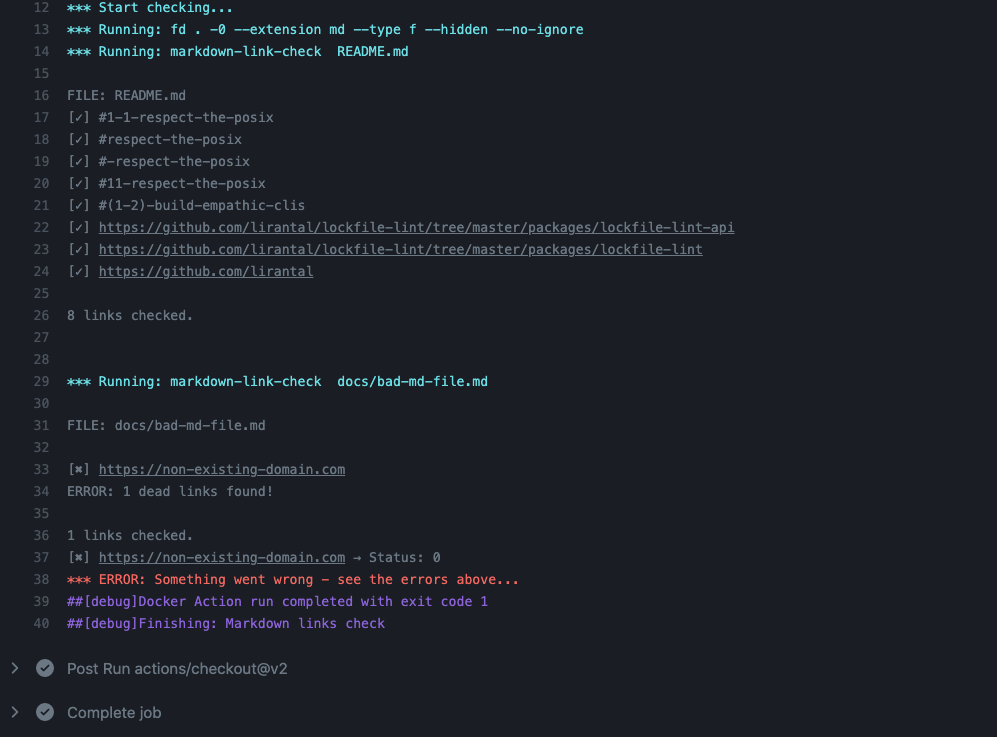 12 *** Start checking...
13 *** Running: fd . -0 --extension md --type f --hidden --no-ignore
14 *** Running: markdown-link-check  README.md
15
16 FILE: README.md
17 [✓] #1-1-respect-the-posix
18 [✓] #respect-the-posix
19 [✓] #-respect-the-posix
20 [✓] #11-respect-the-posix
21 [✓] #(1-2)-build-empathic-clis
22 [✓] https://github.com/lirantal/lockfile-lint/tree/master/packages/lockfile-lint-api
23 [✓] https://github.com/lirantal/lockfile-lint/tree/master/packages/lockfile-lint
24 [✓] https://github.com/lirantal
25
26 8 links checked.
27
28
29 *** Running: markdown-link-check  docs/bad-md-file.md
30
31 FILE: docs/bad-md-file.md
32
33 [✖] https://non-existing-domain.com
34 ERROR: 1 dead links found!
35
36 1 links checked.
37 [✖] https://non-existing-domain.com → Status: 0
38 *** ERROR: Something went wrong - see the errors above...
39 ##[debug]Docker Action run completed with exit code 1
40 ##[debug]Finishing: Markdown links check
Post Run actions/checkout@v2
Complete job